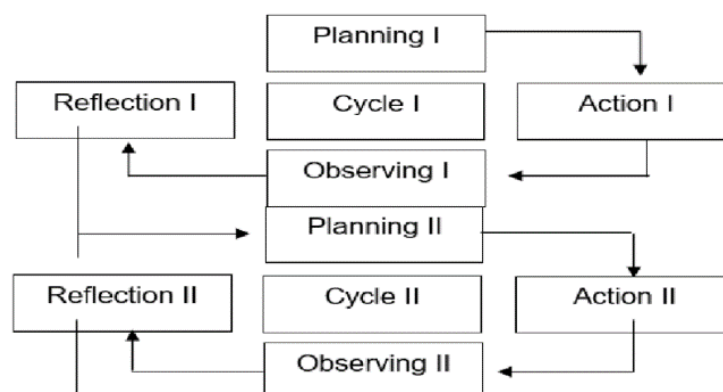 Planning I
Reflection I
Cycle I
Action I
Observing I
Planning II
Reflection II
Cycle II
Action II
Observing II